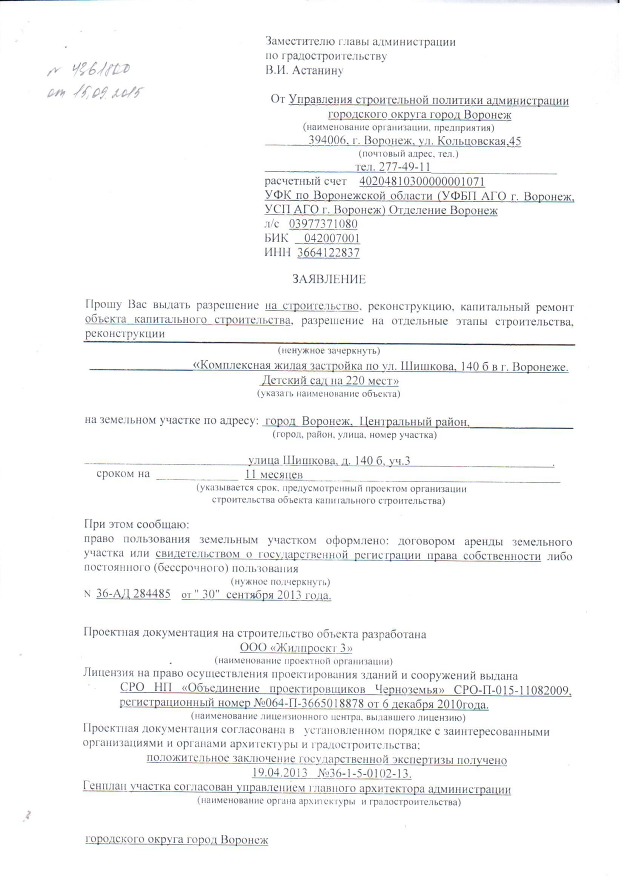 Заместителю главы администрации
по градостроительству
В.И. Астанину
№ 4361820
от 15.09.2015
От Управления строительной политики администрации
городского округа город Воронеж
(наименование организации, предприятия)
394006, г. Воронеж, ул. Кольцовская,45
(почтовый адрес, тел.)
тел. 277-49-11
расчетный счет 40204810300000001071
УФК по Воронежской области (УФБП АГО г. Воронеж,
УСП АГО г. Воронеж) Отделение Воронеж
л/с 03977371080
БИК 042007001
ИНН 3664122837
ЗАЯВЛЕНИЕ
Прошу Вас выдать разрешение на строительство, реконструкцию, капитальный ремонт
объекта капитального строительства, разрешение на отдельные этапы строительства,
реконструкции
(ненужное зачеркнуть)
«Комплексная жилая застройка по ул. Шишкова, 140 б в г. Воронеже.
Детский сад на 220 мест»
(указать наименование объекта)
на земельном участке по адресу: город Воронеж, Центральный район,
(город, район, улица, номер участка)
улица Шишкова, д. 140 б, уч.3 ,
сроком на 11 месяцев
(указывается срок, предусмотренный проектом организации
строительства объекта капитального строительства)
При этом сообщаю:
право пользования земельным участком оформлено: договором аренды земельного
участка или свидетельством о государственной регистрации права собственности либо
постоянного (бессрочного) пользования
(нужное подчеркнуть)
N 36-АД 284485 от " 30" сентября 2013 года.
Проектная документация на строительство объекта разработана
ООО «Жилпроект 3»
(наименование проектной организации)
Лицензия на право осуществления проектирования зданий и сооружений выдана
СРО НП «Объединение проектировщиков Черноземья» СРО-П-015-11082009,
регистрационный номер №064-П-3665018878 от 6 декабря 2010года.
(наименование лицензионного центра, выдавшего лицензию)
Проектная документация согласована в установленном порядке с заинтересованными
организациями и органами архитектуры и градостроительства:
положительное заключение государственной экспертизы получено
19.04.2013 №36-1-5-0102-13.
Генплан участка согласован управлением главного архитектора администрации
(наименование органа архитектуры и градостроительства)
городского округа город Воронеж